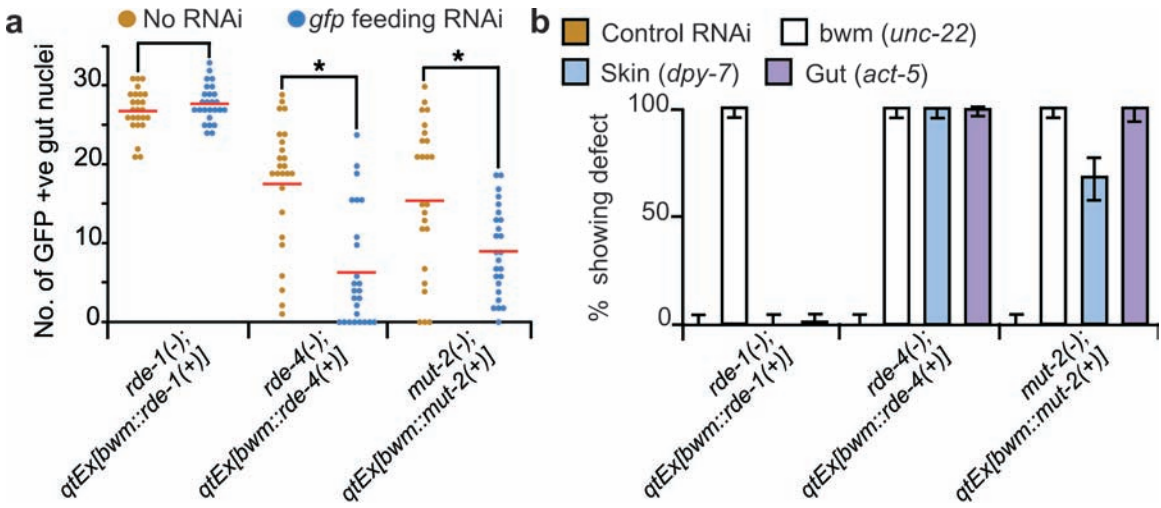 a
No RNAi
gfp feeding RNAi
No. of GFP +ve gut nuclei
30
20
10
0
*
*
rde-1(-);
qtEx[bwm::rde-1(+)]
rde-4(-);
qtEx[bwm::rde-4(+)]
mut-2(-);
qtEx[bwm::mut-2(+)]
b
Control RNAi
bwm (unc-22)
Skin (dpy-7)
Gut (act-5)
% showing defect
100
50
0
rde-1(-);
qtEx[bwm::rde-1(+)]
rde-4(-);
qtEx[bwm::rde-4(+)]
mut-2(-);
qtEx[bwm::mut-2(+)]